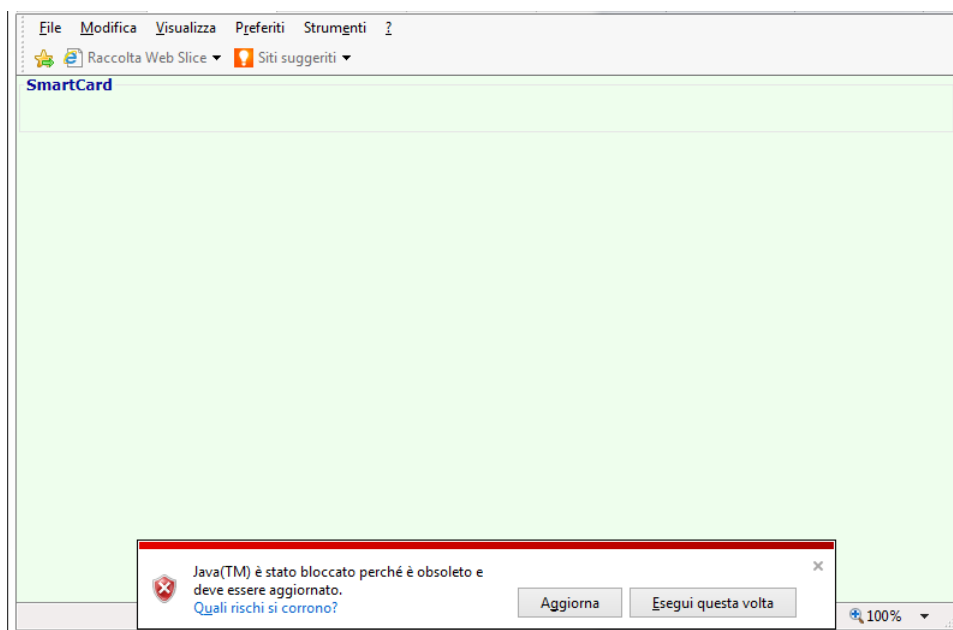 File Modifica Visualizza Preferiti Strumenti ?
Raccolta Web Slice Siti suggeriti
SmartCard
Java(TM) è stato bloccato perché è obsoleto e
deve essere aggiornato.
Quali rischi si corrono?
Aggiorna Esegui questa volta
100%